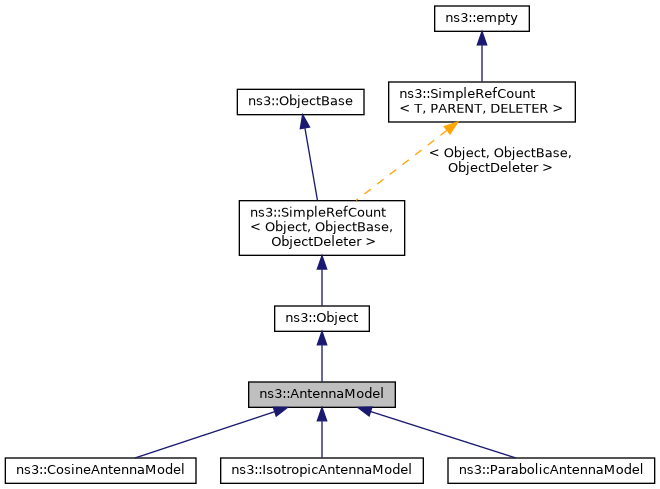 ns3::empty
ns3::SimpleRefCount
< T, PARENT, DELETER >
ns3::ObjectBase
< Object, ObjectBase,
ObjectDeleter >
ns3::SimpleRefCount
< Object, ObjectBase,
ObjectDeleter >
ns3::Object
ns3::AntennaModel
ns3::CosineAntennaModel
ns3::IsotropicAntennaModel
ns3::ParabolicAntennaModel